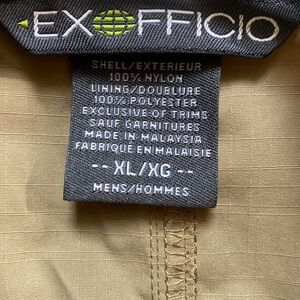 EXOFFICIO
SHELL/EXTERIEUR
100% NYLON
LINING/DOUBLURE
100% POLYESTER
EXCLUSIVE OF TRIMS
SAUF GARNITURES
MADE IN MALAYSIA
FABRIQUÉ EN MALAISIE
-- XL/XG --
MENS/HOMMES